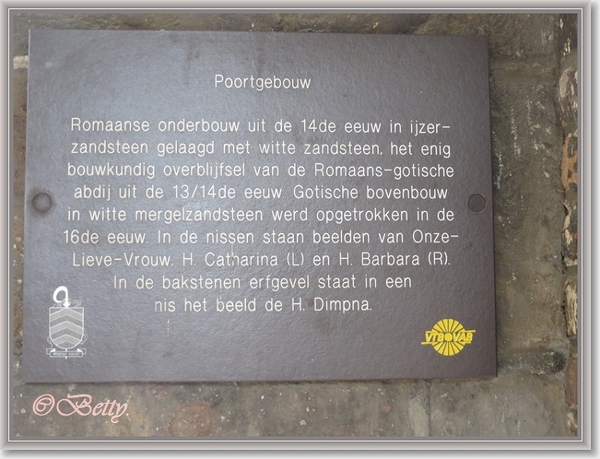 Poortgebouw
Romaanse onderbouw uit de 14de eeuw in ijzer-
zandsteen gelaagd met witte zandsteen, het enig
bouwkundig overblijfsel van de Romaans-gotische
abdij uit de 13/14de eeuw. Gotische bovenbouw
in witte mergelzandsteen werd opgetrokken in de
16de eeuw. In de nissen staan beelden van Onze-
Lieve-Vrouw, H. Catharina (L) en H. Barbara (R).
In de bakstenen erfgevel staat in een
nis het beeld de H. Dimpna.
VTB VAB
©Betty